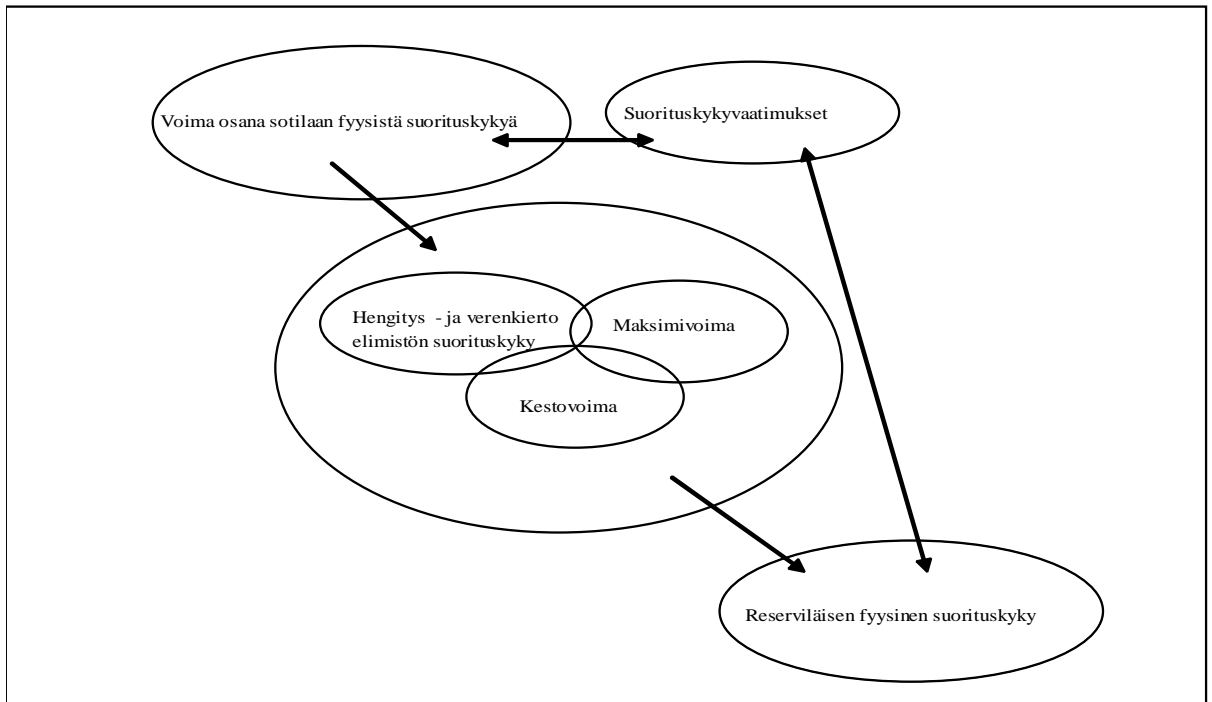 Voima osana sotilaan fyysistä suorituskykyä
Suorituskykyvaatimukset
Hengitys - ja verenkierto
elimistön suorituskyky
Maksimivoima
Kestovoima
Reserviläisen fyysinen suorituskyky